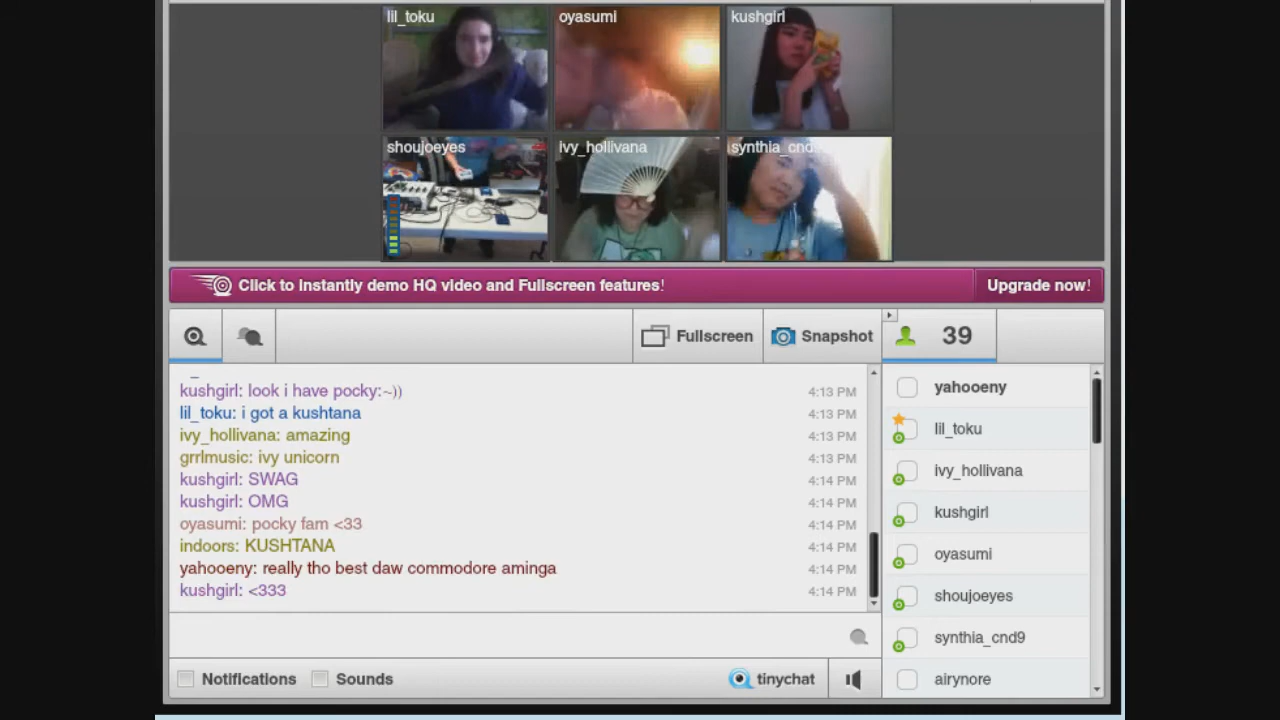 lil_toku
oyasumi
kushgirl
shoujoeyes
ivy_hollivana
synthia_cnd9
Click to instantly demo HQ video and Fullscreen features!
Upgrade now!
Fullscreen
Snapshot
39
kushgirl: look i have pocky:~)) 4:13 PM
lil_toku: i got a kushtana 4:13 PM
ivy_hollivana: amazing 4:13 PM
grrlmusic: ivy unicorn 4:13 PM
kushgirl: SWAG 4:14 PM
kushgirl: OMG 4:14 PM
oyasumi: pocky fam <33 4:14 PM
indoors: KUSHTANA 4:14 PM
yahooeny: really tho best daw commodore aminga 4:14 PM
kushgirl: <333 4:14 PM
yahooeny
lil_toku
ivy_hollivana
kushgirl
oyasumi
shoujoeyes
synthia_cnd9
airynore
Notifications
Sounds
tinychat